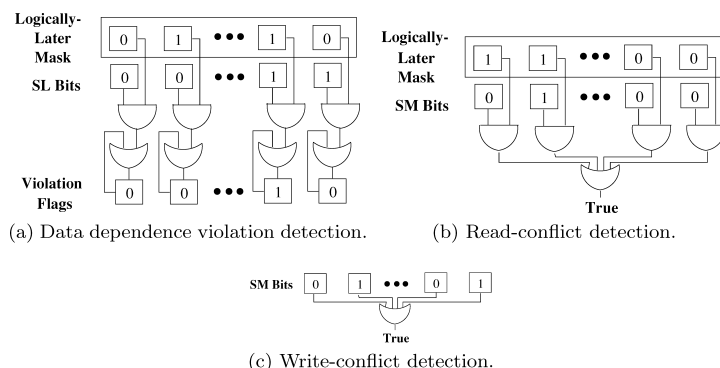 Logically-
Later
Mask
0 1 ●●● 1 0
SL Bits
0 0 ●●● 1 1
Violation
Flags
0 0 ●●● 1 0
(a) Data dependence violation detection.
Logically-
Later
Mask
1 1 ●●● 0 0
SM Bits
0 1 ●●● 0 0
True
(b) Read-conflict detection.
SM Bits 0 1 ●●● 0 1
True
(c) Write-conflict detection.